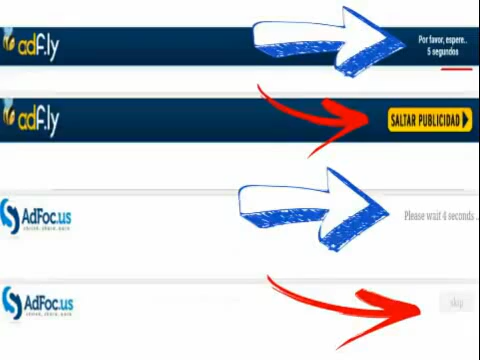 adf.ly
Por favor, espere..
5 segundos
adf.ly
SALTAR PUBLICIDAD
AdFoc.us
Please wait 4 seconds ..
AdFoc.us
skip